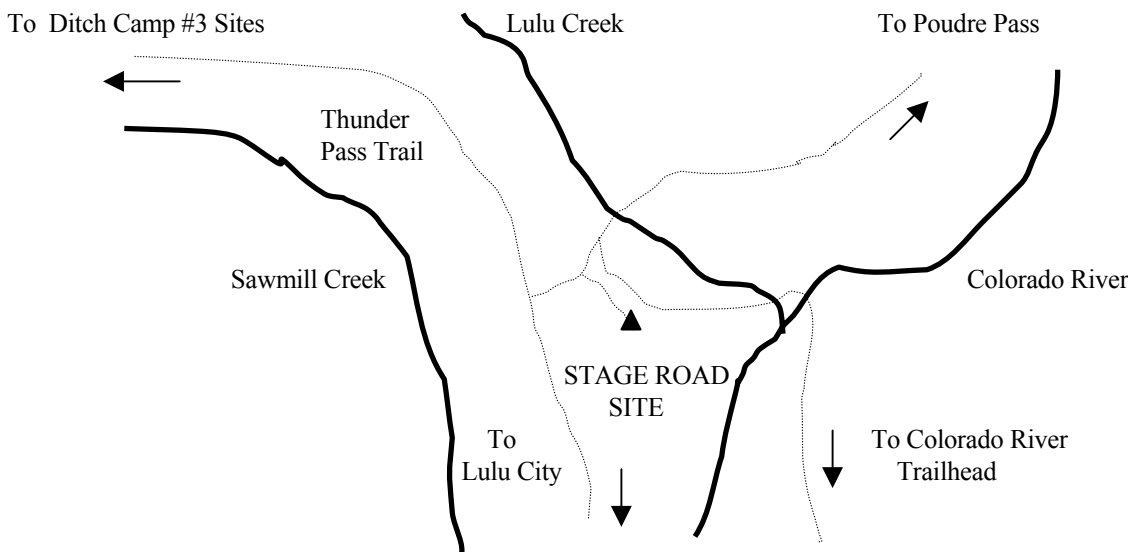 To Ditch Camp #3 Sites
Lulu Creek
To Poudre Pass
Thunder
Pass Trail
Sawmill Creek
Colorado River
STAGE ROAD
SITE
To
Lulu City
To Colorado River
Trailhead